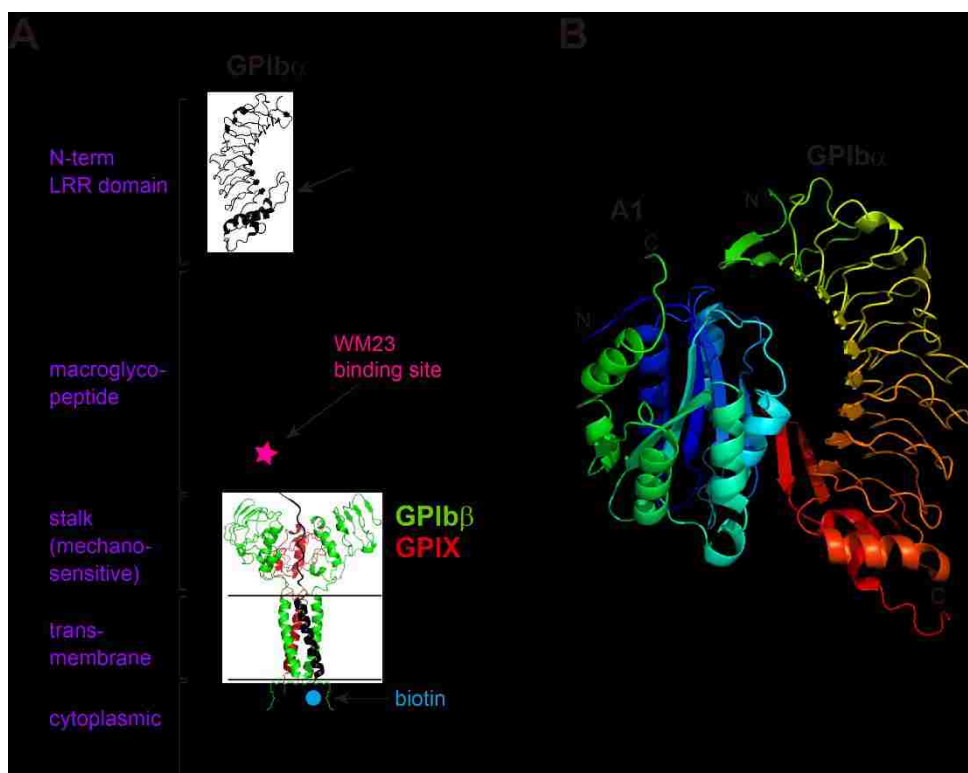 A
GPIbα
N-term
LRR domain
macroglyco-
peptide
WM23
binding site
stalk
(mechano-
sensitive)
GPIbβ
GPIX
trans-
membrane
cytoplasmic
biotin
B
GPIbα
A1
N
C
N
C